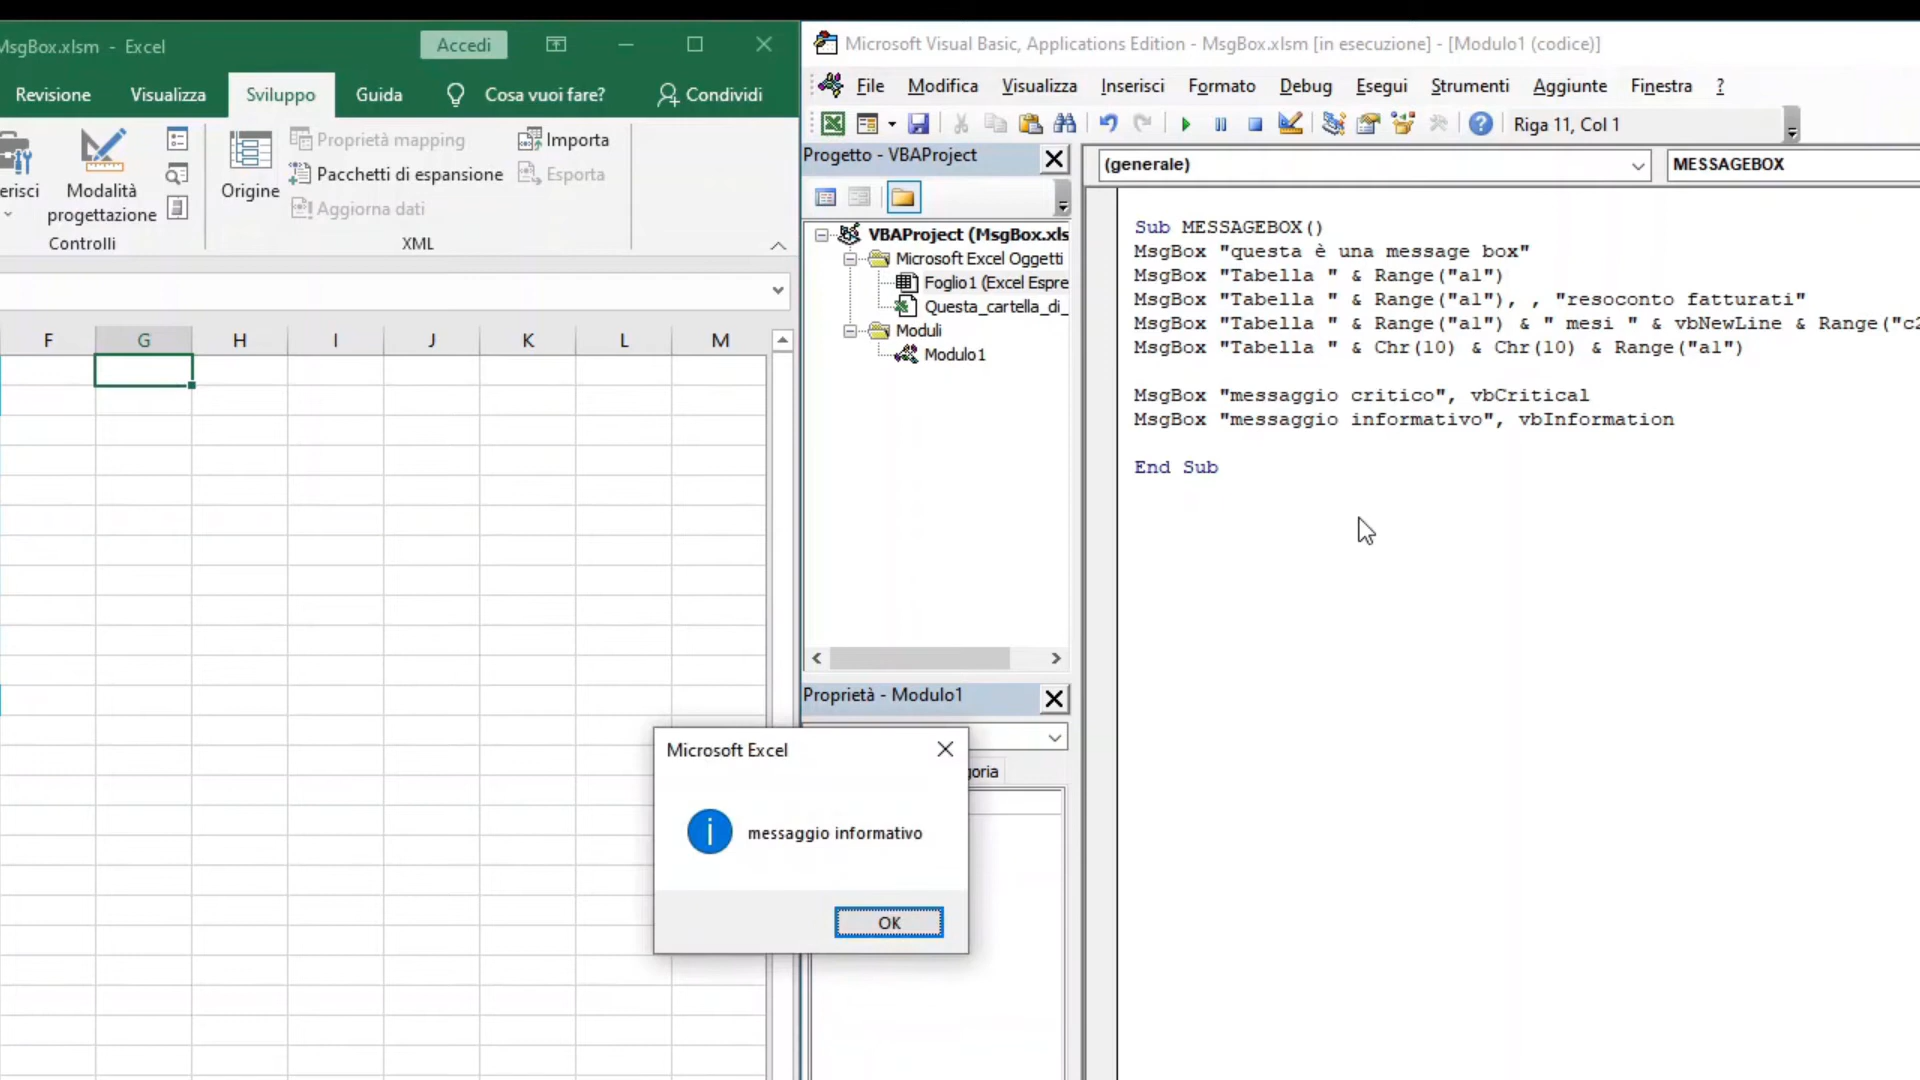 MsgBox.xlsm - Excel
Accedi
Revisione
Visualizza
Sviluppo
Guida
Cosa vuoi fare?
Condividi
Modalità
progettazione
Controlli
Origine
Proprietà mapping
Pacchetti di espansione
Aggiorna dati
Importa
Esporta
XML
F G H I J K L M
Microsoft Visual Basic, Applications Edition - MsgBox.xlsm [in esecuzione] - [Modulo1 (codice)]
File Modifica Visualizza Inserisci Formato Debug Esegui Strumenti Aggiunte Finestra ?
Riga 11, Col 1
Progetto - VBAProject
VBAProject (MsgBox.xls
Microsoft Excel Oggetti
Foglio1 (Excel Espre
Questa_cartella_di_
Moduli
Modulo1
Proprietà - Modulo1
goria
(generale)
MESSAGEBOX
Sub MESSAGEBOX()
MsgBox "questa è una message box"
MsgBox "Tabella " & Range("a1")
MsgBox "Tabella " & Range("a1"), , "resoconto fatturati"
MsgBox "Tabella " & Range("a1") & " mesi " & vbNewLine & Range("c2
MsgBox "Tabella " & Chr(10) & Chr(10) & Range("a1")
MsgBox "messaggio critico", vbCritical
MsgBox "messaggio informativo", vbInformation
End Sub
Microsoft Excel
messaggio informativo
OK